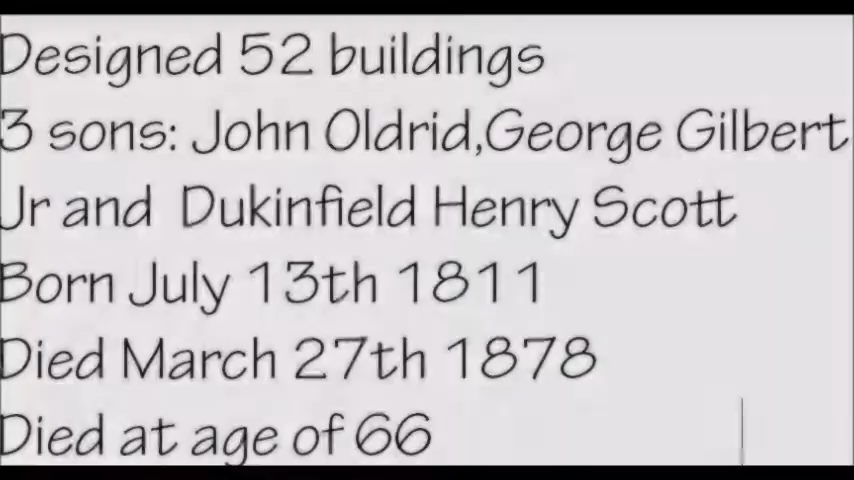 Designed 52 buildings
3 sons: John Oldrid,George Gilbert
Jr and Dukinfield Henry Scott
Born July 13th 1811
Died March 27th 1878
Died at age of 66